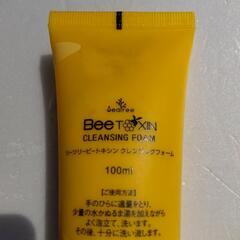 seatree
BeeTOXIN
CLEANSING FOAM
シーツリービートキシン クレンジングフォーム
100ml
【ご使用方法】
手のひらに適量をとり、
少量の水かぬるま湯を加えながら
よく泡立て、洗います。
その後、十分に洗い流します。